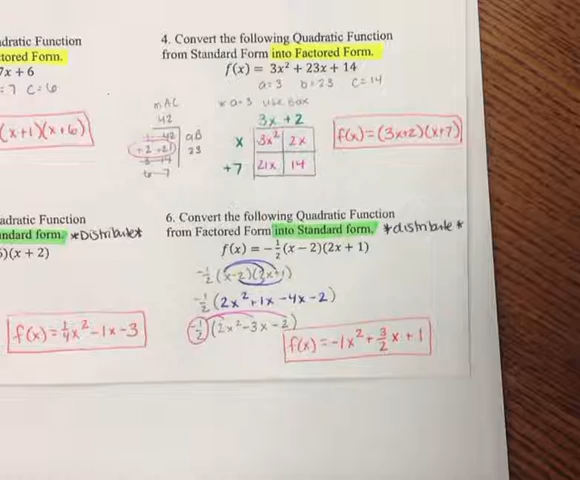 dratic Function
tored Form.
7x + 6
= 7 C=6
(x+1)(x+6)
4. Convert the following Quadratic Function
from Standard Form into Factored Form.
f(x) = 3x² + 23x + 14
a=3 b=23 C=14
mAC
42
aB
23
1 42
+2 +21
3 14
6 7
* a=3 use Box
3x +2
x 3x² 2x
+7 21x 14
f(x) = (3x+2)(x+7)
adratic Function
ndard form. *Distribute*
)(x + 2)
f(x) = ¼x² - 1x - 3
6. Convert the following Quadratic Function
from Factored Form into Standard form. *distribute*
f(x) = -½(x − 2)(2x + 1)
-½(x-2)(2x+1)
-½(2x²+1x-4x-2)
-½(2x²-3x-2)
f(x) = -1x² + 3/2x + 1